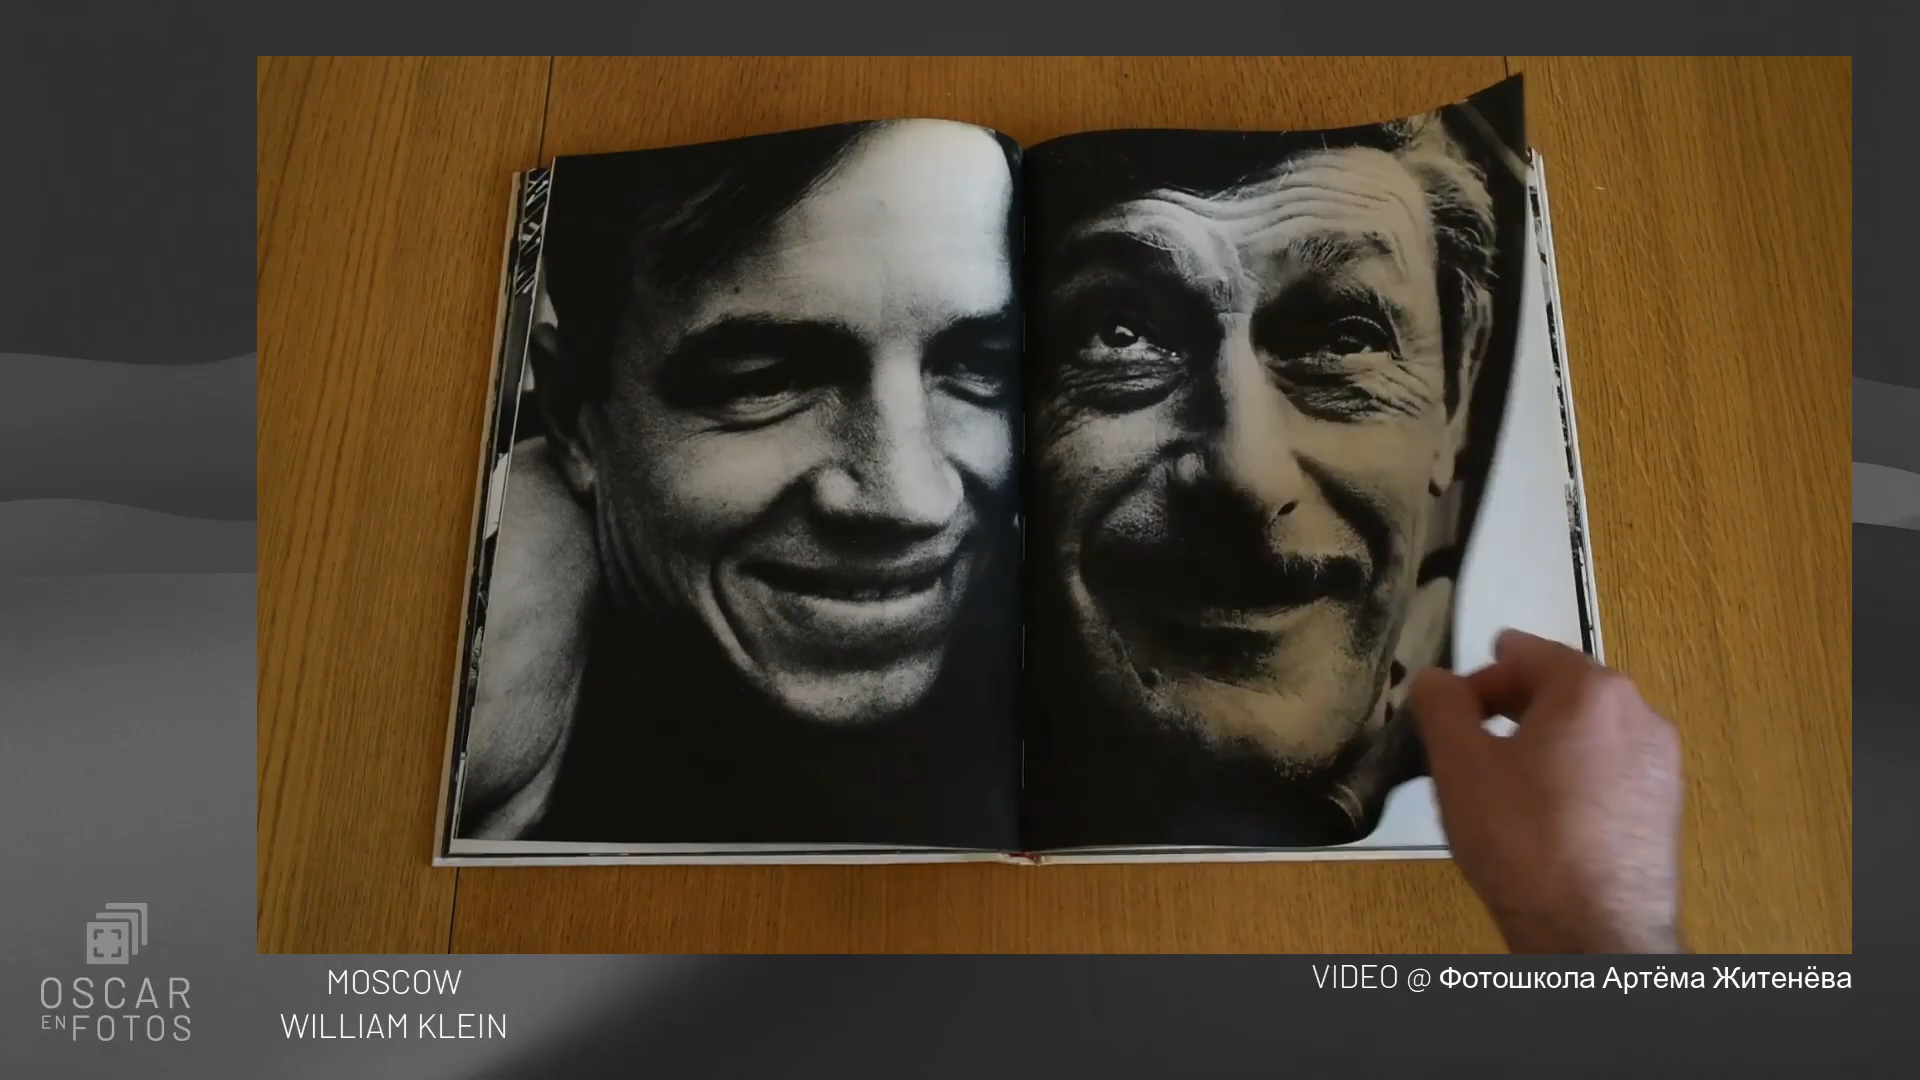 OSCAR
EN FOTOS
MOSCOW
WILLIAM KLEIN
VIDEO @ Фотошкола Артёма Житенёва